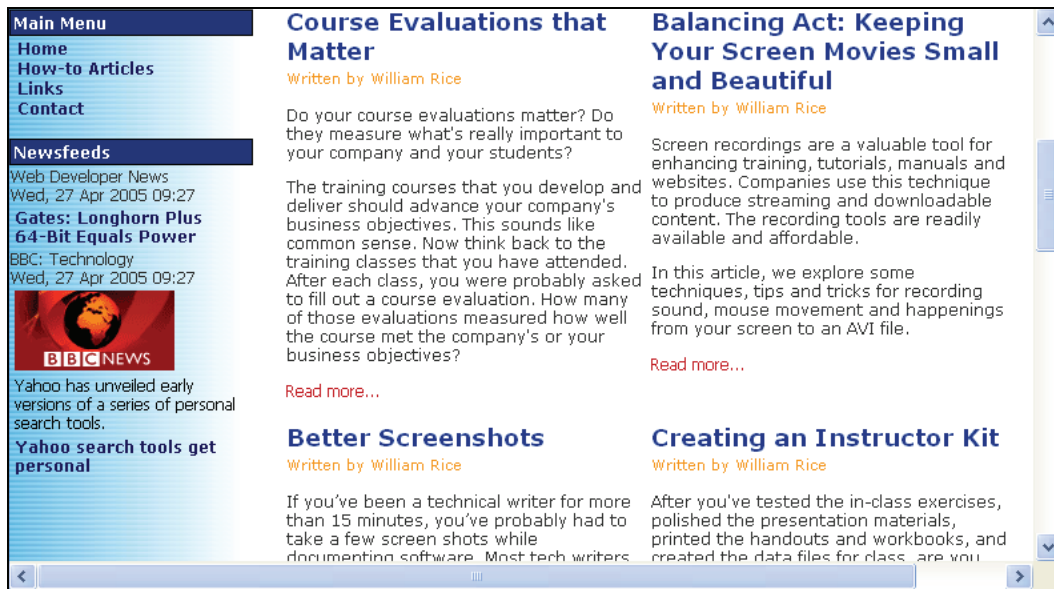 Main Menu
Home
How-to Articles
Links
Contact
Newsfeeds
Web Developer News
Wed, 27 Apr 2005 09:27
Gates: Longhorn Plus
64-Bit Equals Power
BBC: Technology
Wed, 27 Apr 2005 09:27
BBC NEWS
Yahoo has unveiled early
versions of a series of personal
search tools.
Yahoo search tools get
personal
Course Evaluations that
Matter
Written by William Rice
Do your course evaluations matter? Do
they measure what's really important to
your company and your students?
The training courses that you develop and
deliver should advance your company's
business objectives. This sounds like
common sense. Now think back to the
training classes that you have attended.
After each class, you were probably asked
to fill out a course evaluation. How many
of those evaluations measured how well
the course met the company's or your
business objectives?
Read more...
Balancing Act: Keeping
Your Screen Movies Small
and Beautiful
Written by William Rice
Screen recordings are a valuable tool for
enhancing training, tutorials, manuals and
websites. Companies use this technique
to produce streaming and downloadable
content. The recording tools are readily
available and affordable.
In this article, we explore some
techniques, tips and tricks for recording
sound, mouse movement and happenings
from your screen to an AVI file.
Read more...
Better Screenshots
Written by William Rice
If you’ve been a technical writer for more
than 15 minutes, you’ve probably had to
take a few screen shots while
documenting software. Most tech writers
Creating an Instructor Kit
Written by William Rice
After you've tested the in-class exercises,
polished the presentation materials,
printed the handouts and workbooks, and
created the data files for class, are you